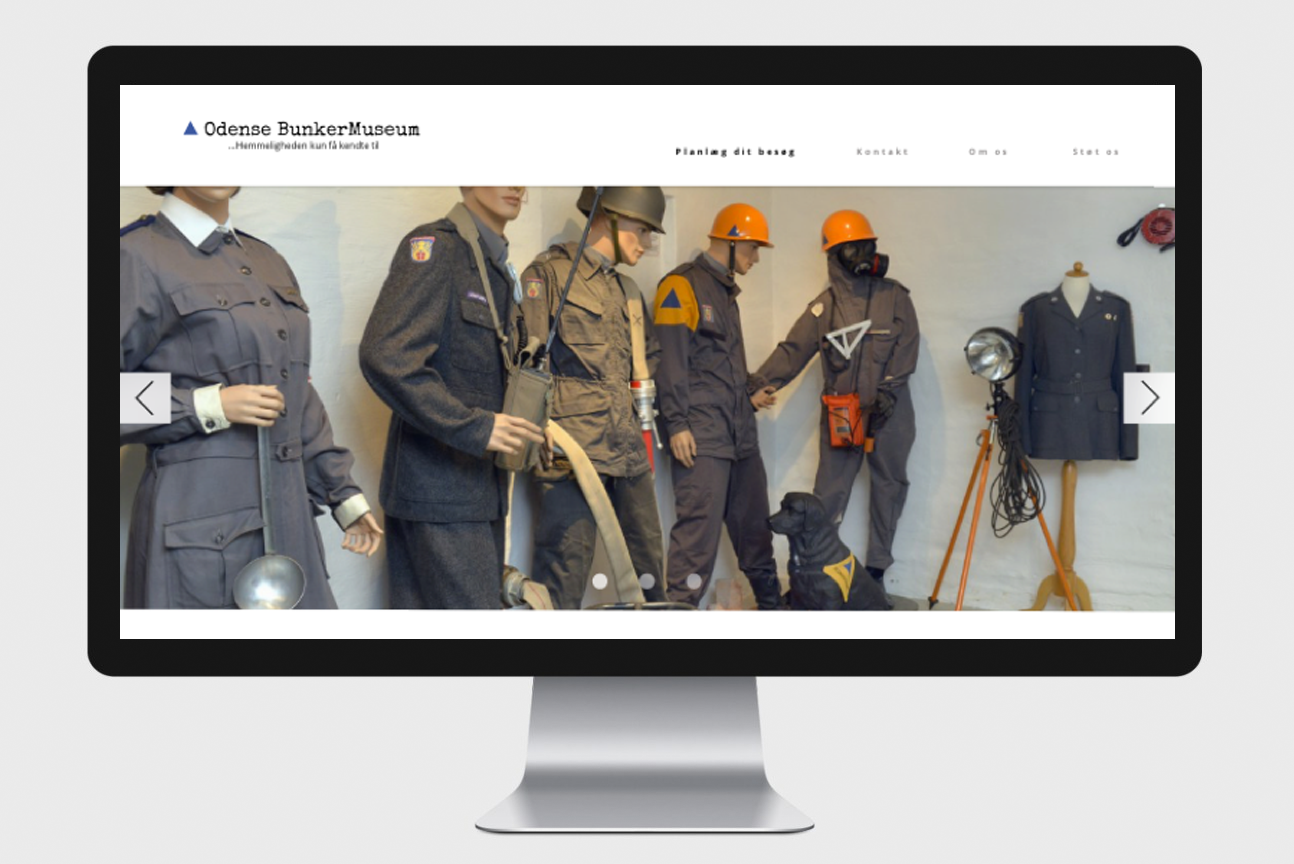 Odense BunkerMuseum
...Hemmeligheden kun få kendte til
Planlæg dit besøg Kontakt Om os Støt os